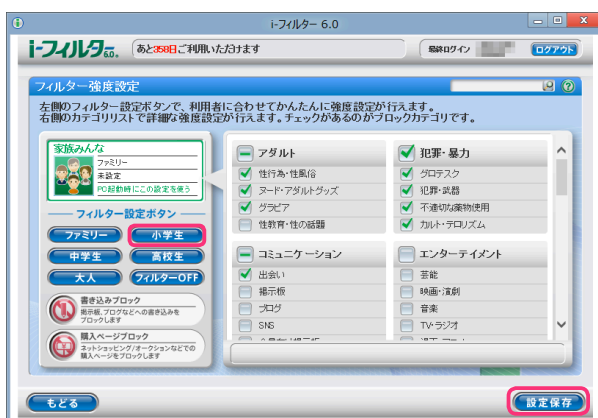 i-フィルター 6.0
i-フィルタ6.0. あと358日ご利用いただけます 最終ログイン ログアウト
フィルター強度設定
左側のフィルター設定ボタンで、利用者に合わせてかんたんに強度設定が行えます。
右側のカテゴリリストで詳細な強度設定が行えます。チェックがあるのがブロックカテゴリです。
家族みんな
ファミリー
未設定
PC起動時にこの設定を使う
フィルター設定ボタン
ファミリー 小学生
中学生 高校生
大人 フィルターOFF
書き込みブロック
掲示板、ブログなどへの書き込みを
ブロックします
購入ページブロック
ネットショッピング/オークションなどでの
購入ページをブロックします
アダルト
性行為・性風俗
ヌード・アダルトグッズ
グラビア
性教育・性の話題
犯罪・暴力
グロテスク
犯罪・武器
不適切な薬物使用
カルト・テロリズム
コミュニケーション
出会い
掲示板
ブログ
SNS
エンターテイメント
芸能
映画・演劇
音楽
TV・ラジオ
もどる 設定保存